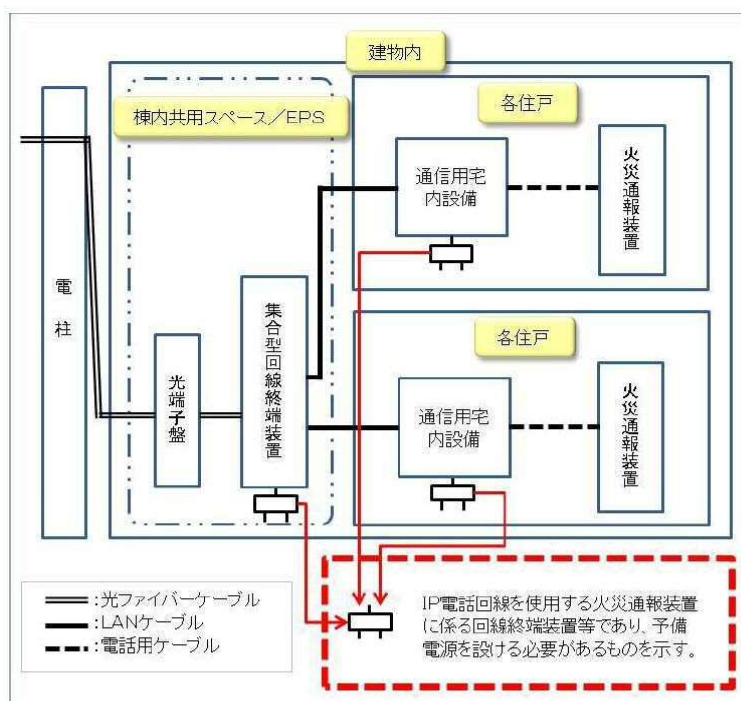 建物内
棟内共用スペース／EPS
各住戸
通信用宅
内設備
火災通報装置
電柱
光端子盤
集合型回線終端装置
各住戸
通信用宅
内設備
火災通報装置
:光ファイバーケーブル
:LANケーブル
:電話用ケーブル
IP電話回線を使用する火災通報装置
に係る回線終端装置等であり、予備
電源を設ける必要があるものを示す。